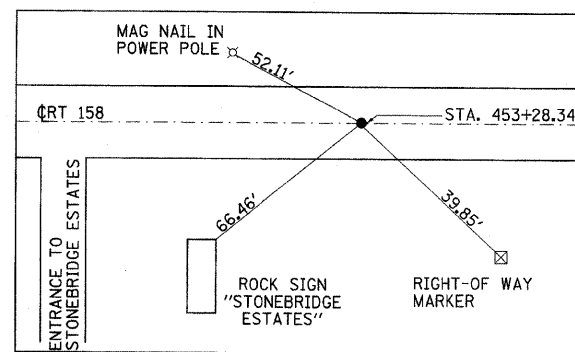 MAG NAIL IN
POWER POLE
52.11'
℄RT 158
STA. 453+28.34
66.46'
39.85'
ENTRANCE TO
STONEBRIDGE ESTATES
ROCK SIGN
"STONEBRIDGE
ESTATES"
RIGHT-OF WAY
MARKER